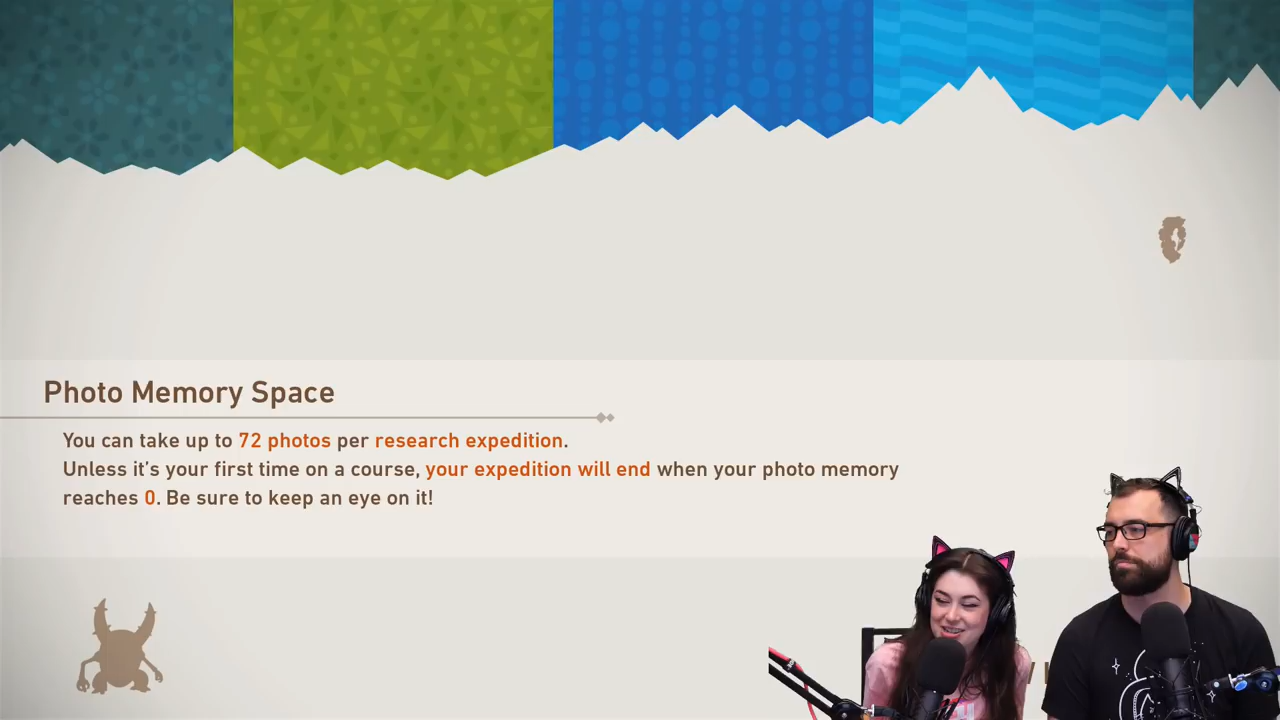 Photo Memory Space
You can take up to 72 photos per research expedition.
Unless it's your first time on a course, your expedition will end when your photo memory
reaches 0. Be sure to keep an eye on it!